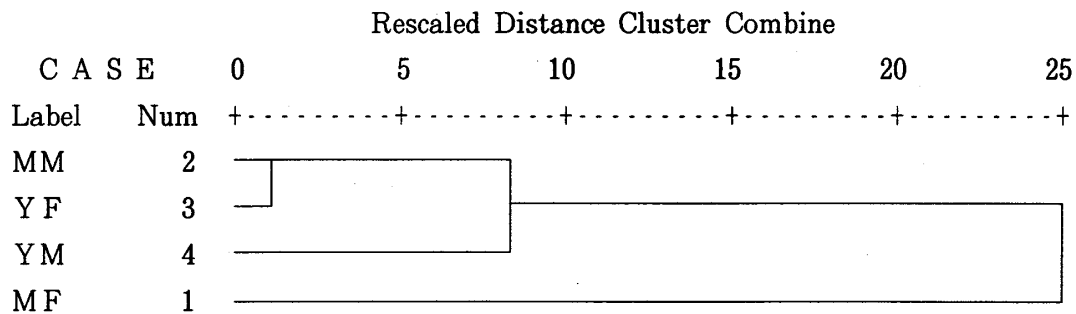 Rescaled Distance Cluster Combine
C A S E 0 5 10 15 20 25
Label Num +---------+---------+---------+---------+---------+
MM 2
YF 3
YM 4
MF 1